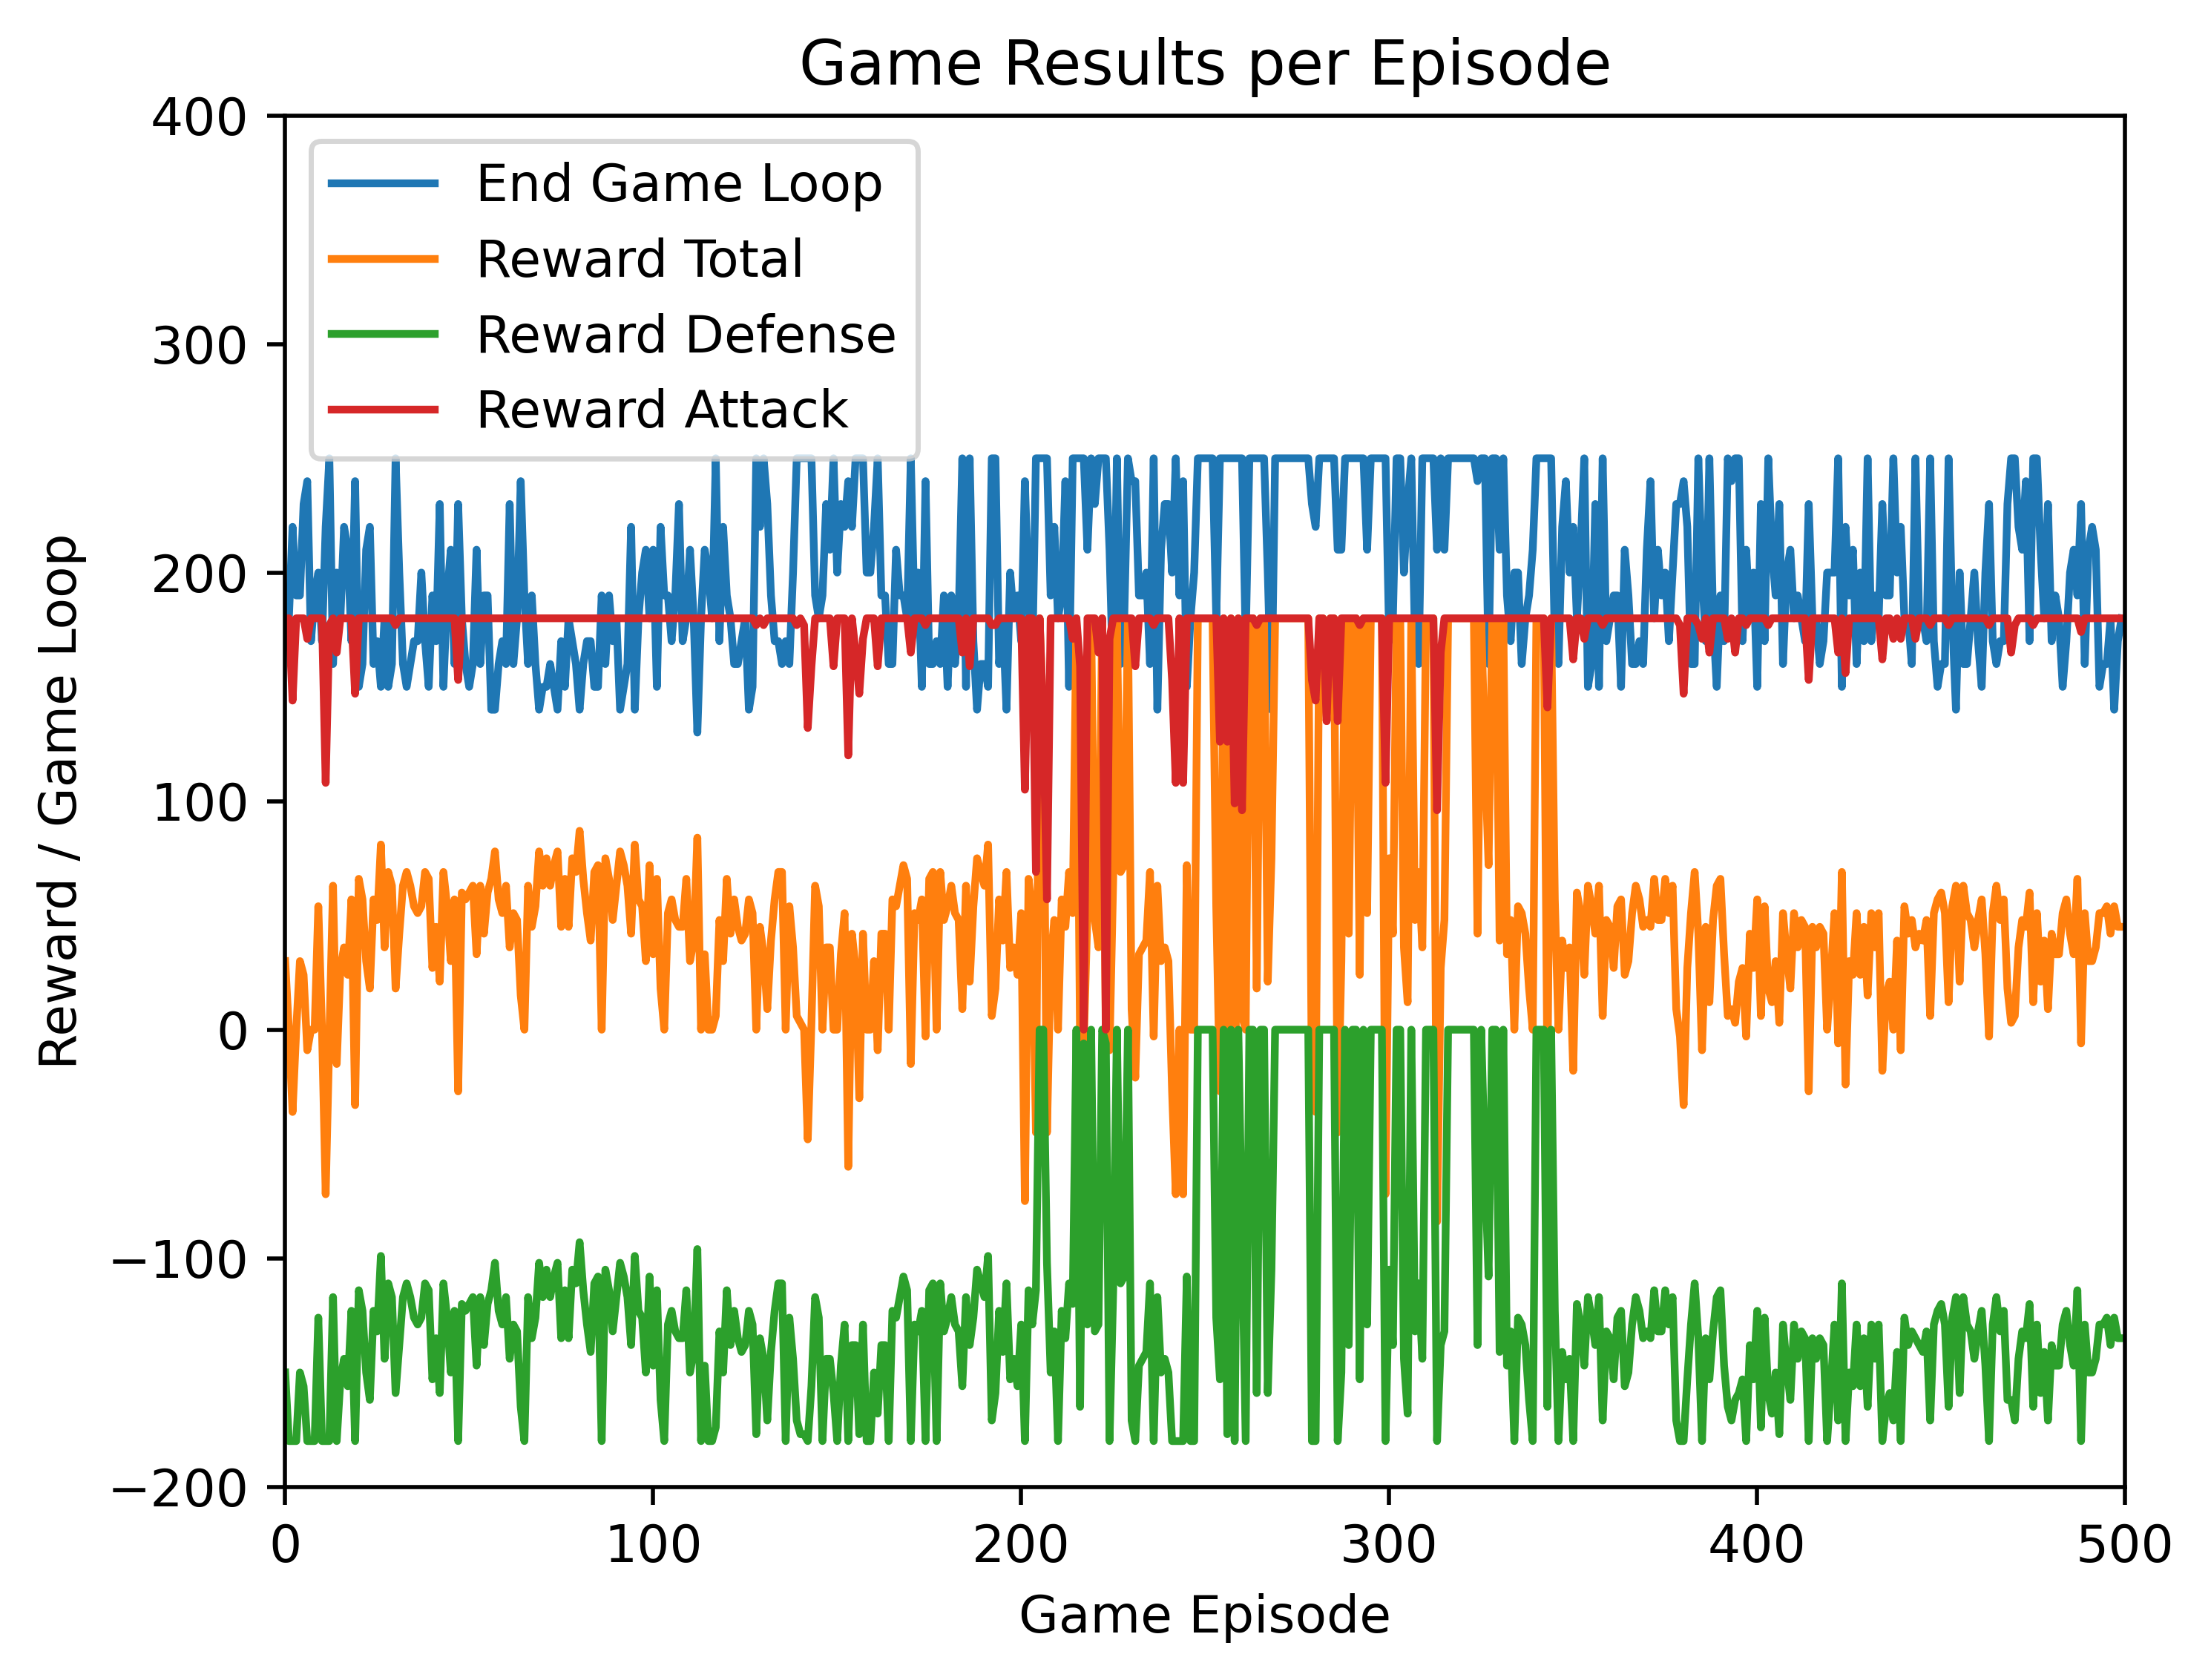 Game Results per Episode
400
300
200
100
0
−100
−200
End Game Loop
Reward Total
Reward Defense
Reward Attack
Reward / Game Loop
0 100 200 300 400 500
Game Episode